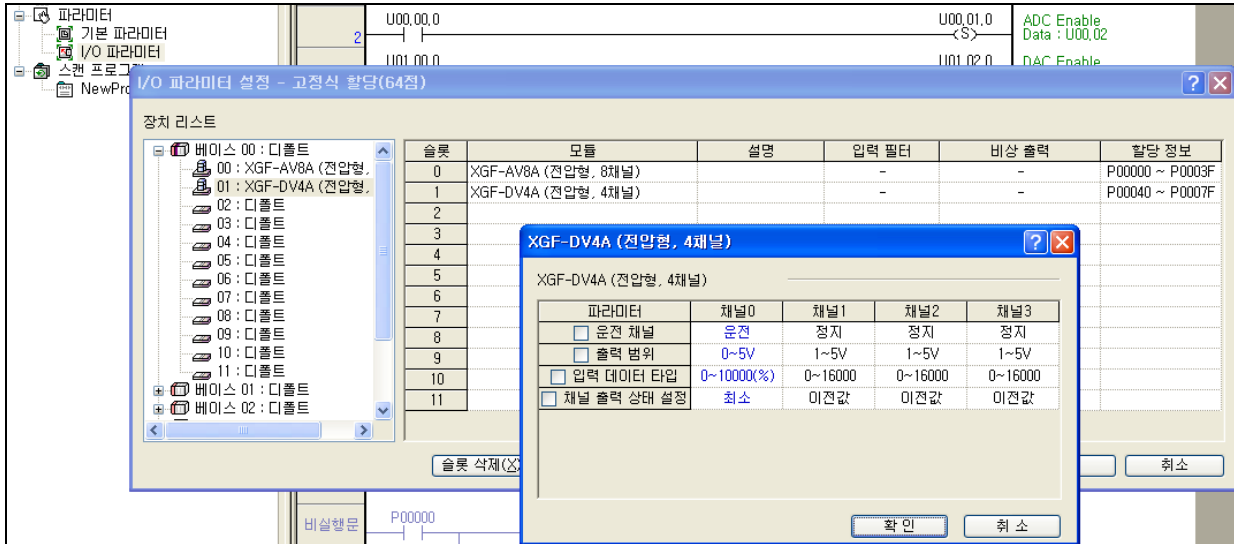 파라미터
기본 파라미터
I/O 파라미터
스캔 프로그
NewPro
2
U00,00,0
U00,01,0
<S>
ADC Enable
Data : U00,02
U01,00,0
U01,02,0
DAC Enable
I/O 파라미터 설정 - 고정식 할당(64점)
장치 리스트
베이스 00 : 디폴트
00 : XGF-AV8A (전압형,
01 : XGF-DV4A (전압형,
02 : 디폴트
03 : 디폴트
04 : 디폴트
05 : 디폴트
06 : 디폴트
07 : 디폴트
08 : 디폴트
09 : 디폴트
10 : 디폴트
11 : 디폴트
베이스 01 : 디폴트
베이스 02 : 디폴트
슬롯 모듈 설명 입력 필터 비상 출력 할당 정보
0 XGF-AV8A (전압형, 8채널) - - P00000 ~ P0003F
1 XGF-DV4A (전압형, 4채널) - - P00040 ~ P0007F
2
3
4
5
6
7
8
9
10
11
슬롯 삭제(X)
취소
XGF-DV4A (전압형, 4채널)
XGF-DV4A (전압형, 4채널)
파라미터 채널0 채널1 채널2 채널3
운전 채널 운전 정지 정지 정지
출력 범위 0~5V 1~5V 1~5V 1~5V
입력 데이터 타입 0~10000(%) 0~16000 0~16000 0~16000
채널 출력 상태 설정 최소 이전값 이전값 이전값
확인 취소
비실행문
P00000